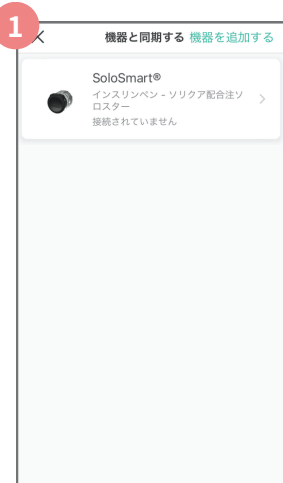 1
機器と同期する 機器を追加する
SoloSmart®
インスリンペン - ソリクア配合注ソ
ロスター
接続されていません